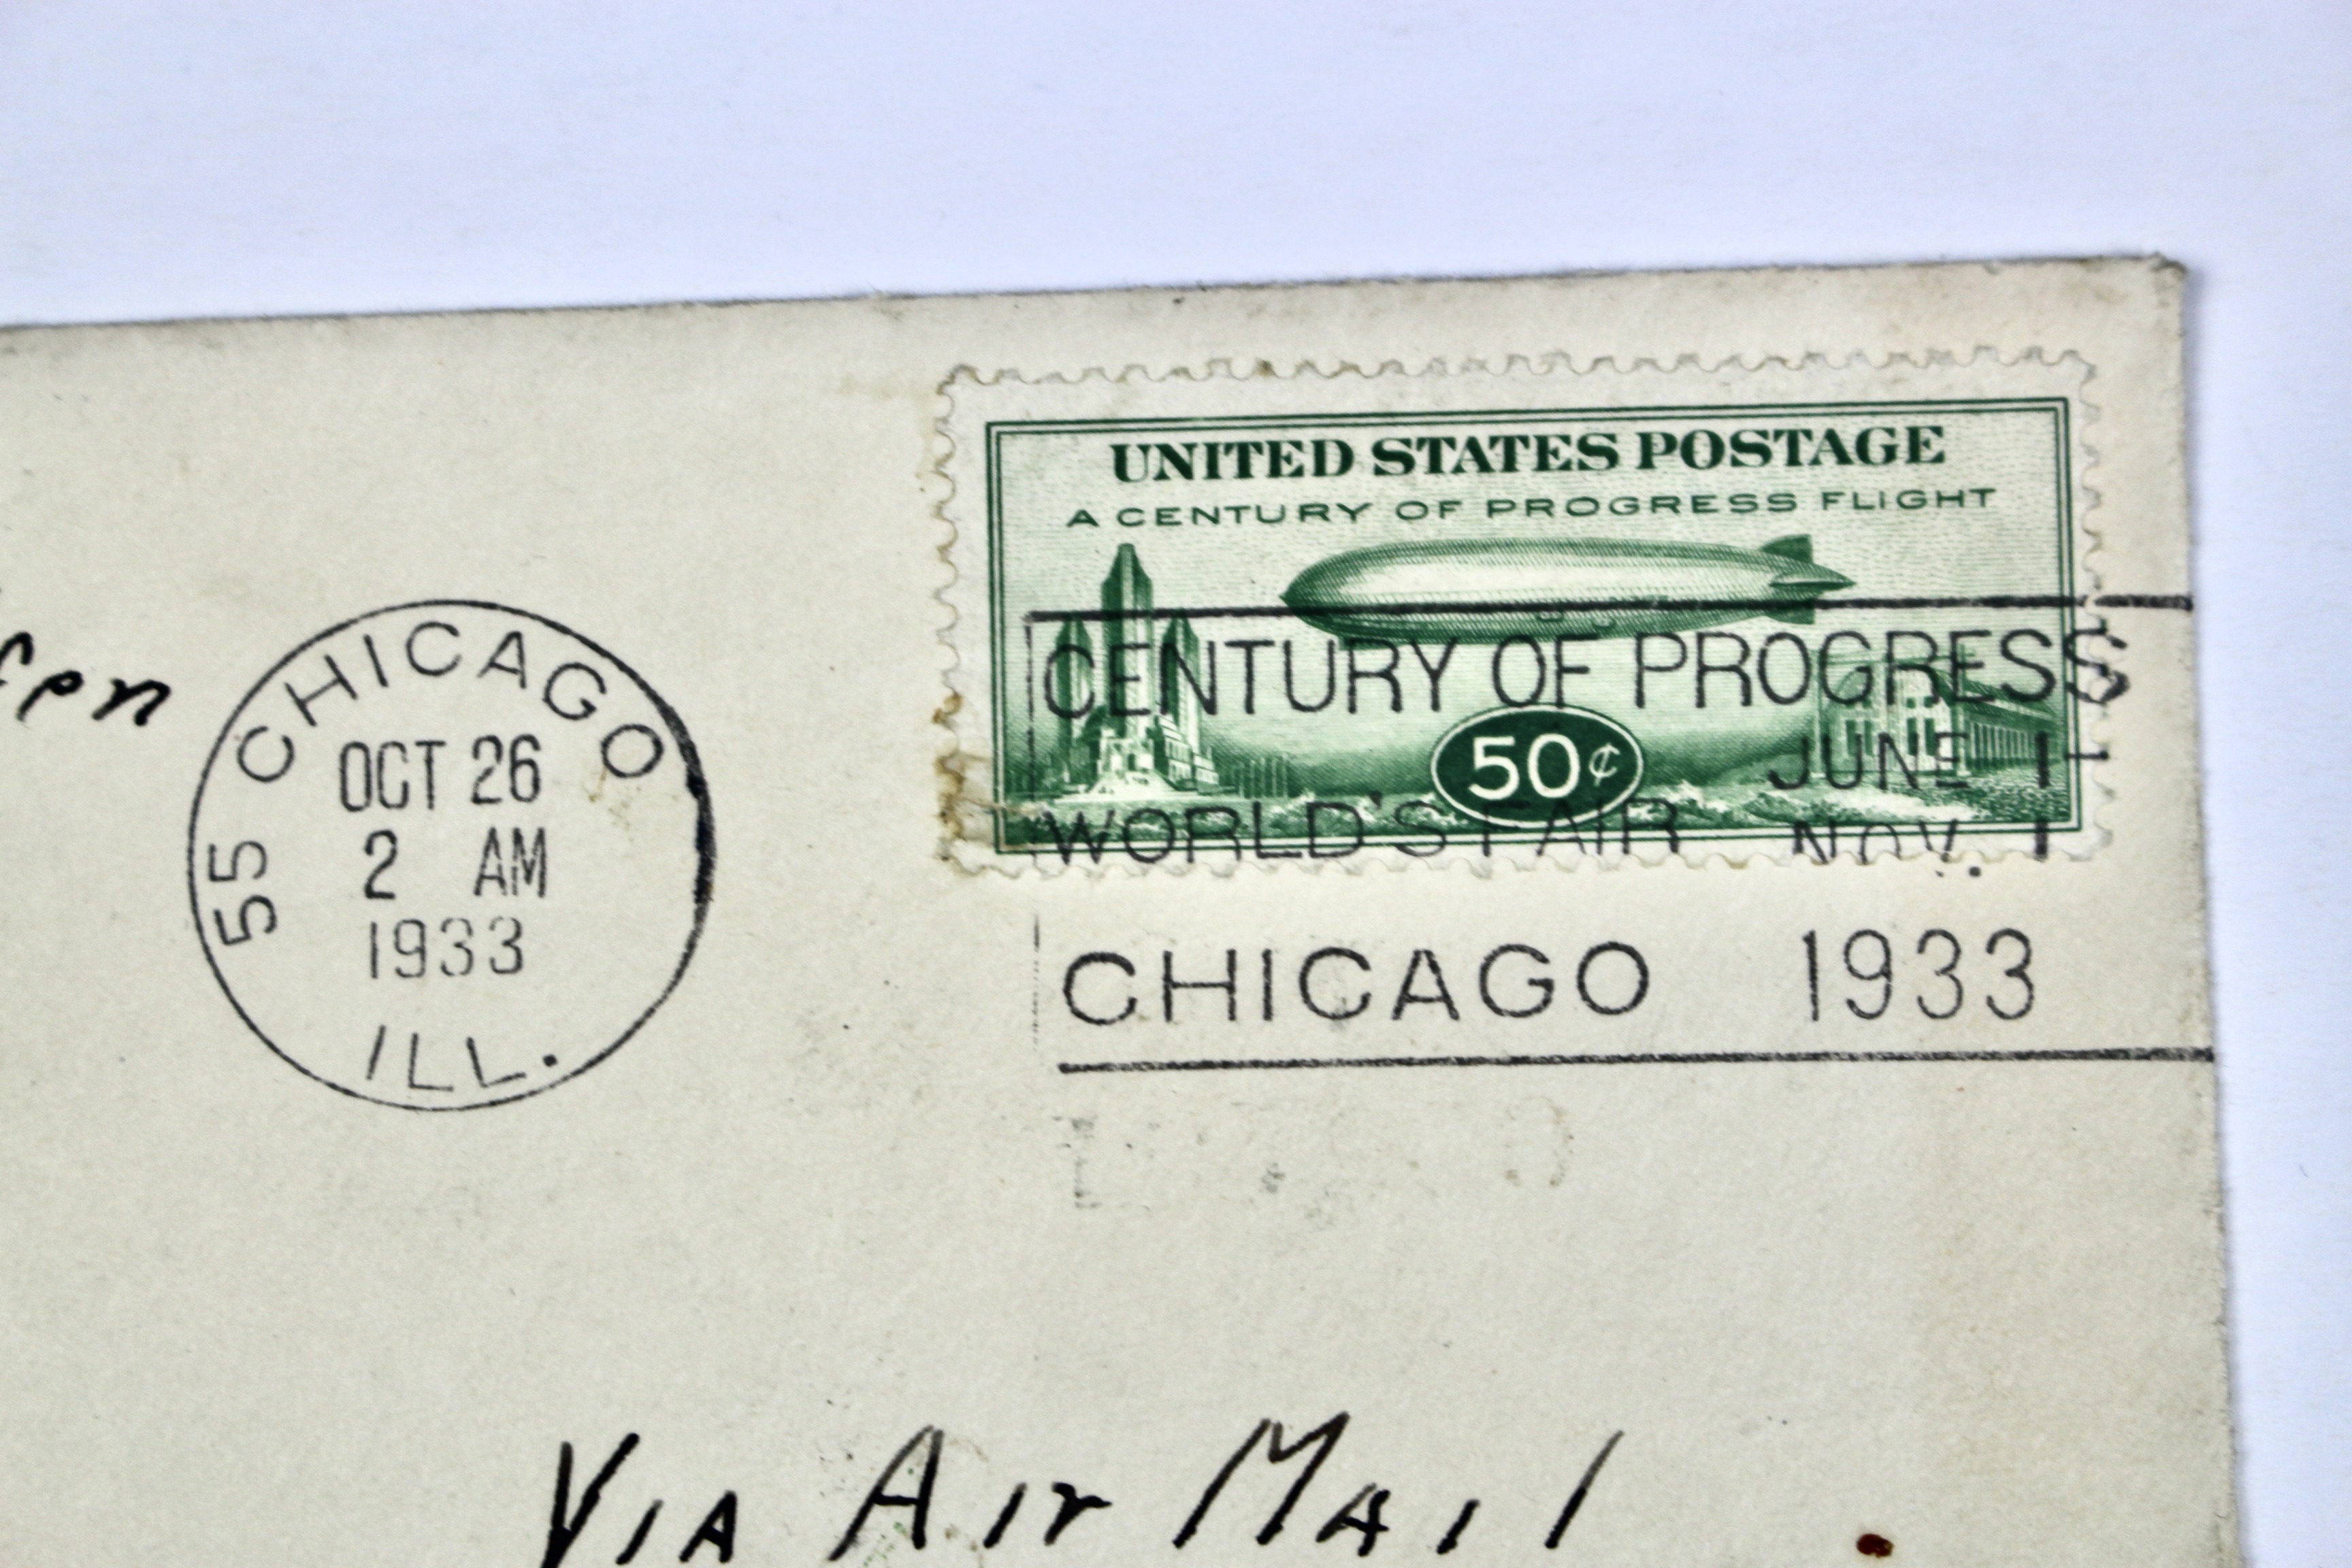 UNITED STATES POSTAGE
A CENTURY OF PROGRESS FLIGHT
50¢
55 CHICAGO
OCT 26
2 AM
1933
ILL.
CENTURY OF PROGRESS
JUNE 1-
WORLD'S FAIR NOV. 1
CHICAGO 1933
VIA AIR MAIL